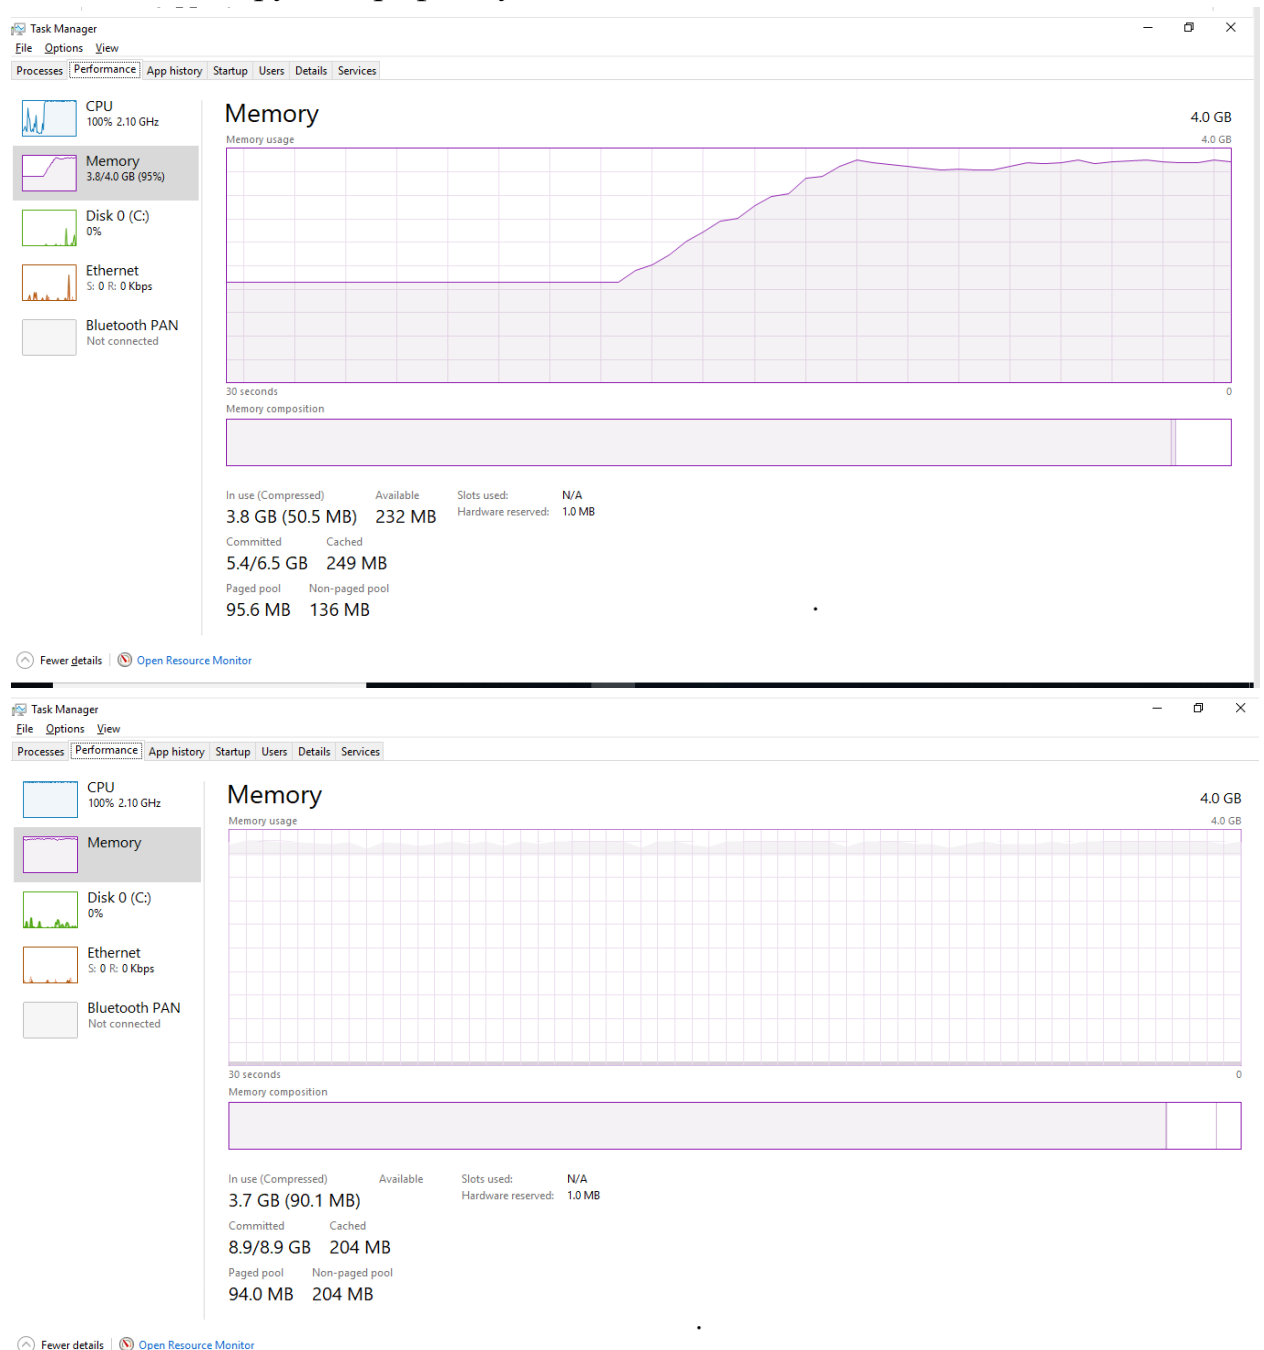 Task Manager
File Options View
Processes Performance App history Startup Users Details Services
CPU
100% 2.10 GHz
Memory
3.8/4.0 GB (95%)
Disk 0 (C:)
0%
Ethernet
S: 0 R: 0 Kbps
Bluetooth PAN
Not connected
Memory 4.0 GB
Memory usage 4.0 GB
30 seconds 0
Memory composition
In use (Compressed) Available Slots used: N/A
3.8 GB (50.5 MB) 232 MB Hardware reserved: 1.0 MB
Committed Cached
5.4/6.5 GB 249 MB
Paged pool Non-paged pool
95.6 MB 136 MB
Fewer details Open Resource Monitor
Task Manager
File Options View
Processes Performance App history Startup Users Details Services
CPU
100% 2.10 GHz
Memory
Disk 0 (C:)
0%
Ethernet
S: 0 R: 0 Kbps
Bluetooth PAN
Not connected
Memory 4.0 GB
Memory usage 4.0 GB
30 seconds 0
Memory composition
In use (Compressed) Available Slots used: N/A
3.7 GB (90.1 MB) Hardware reserved: 1.0 MB
Committed Cached
8.9/8.9 GB 204 MB
Paged pool Non-paged pool
94.0 MB 204 MB
Fewer details Open Resource Monitor